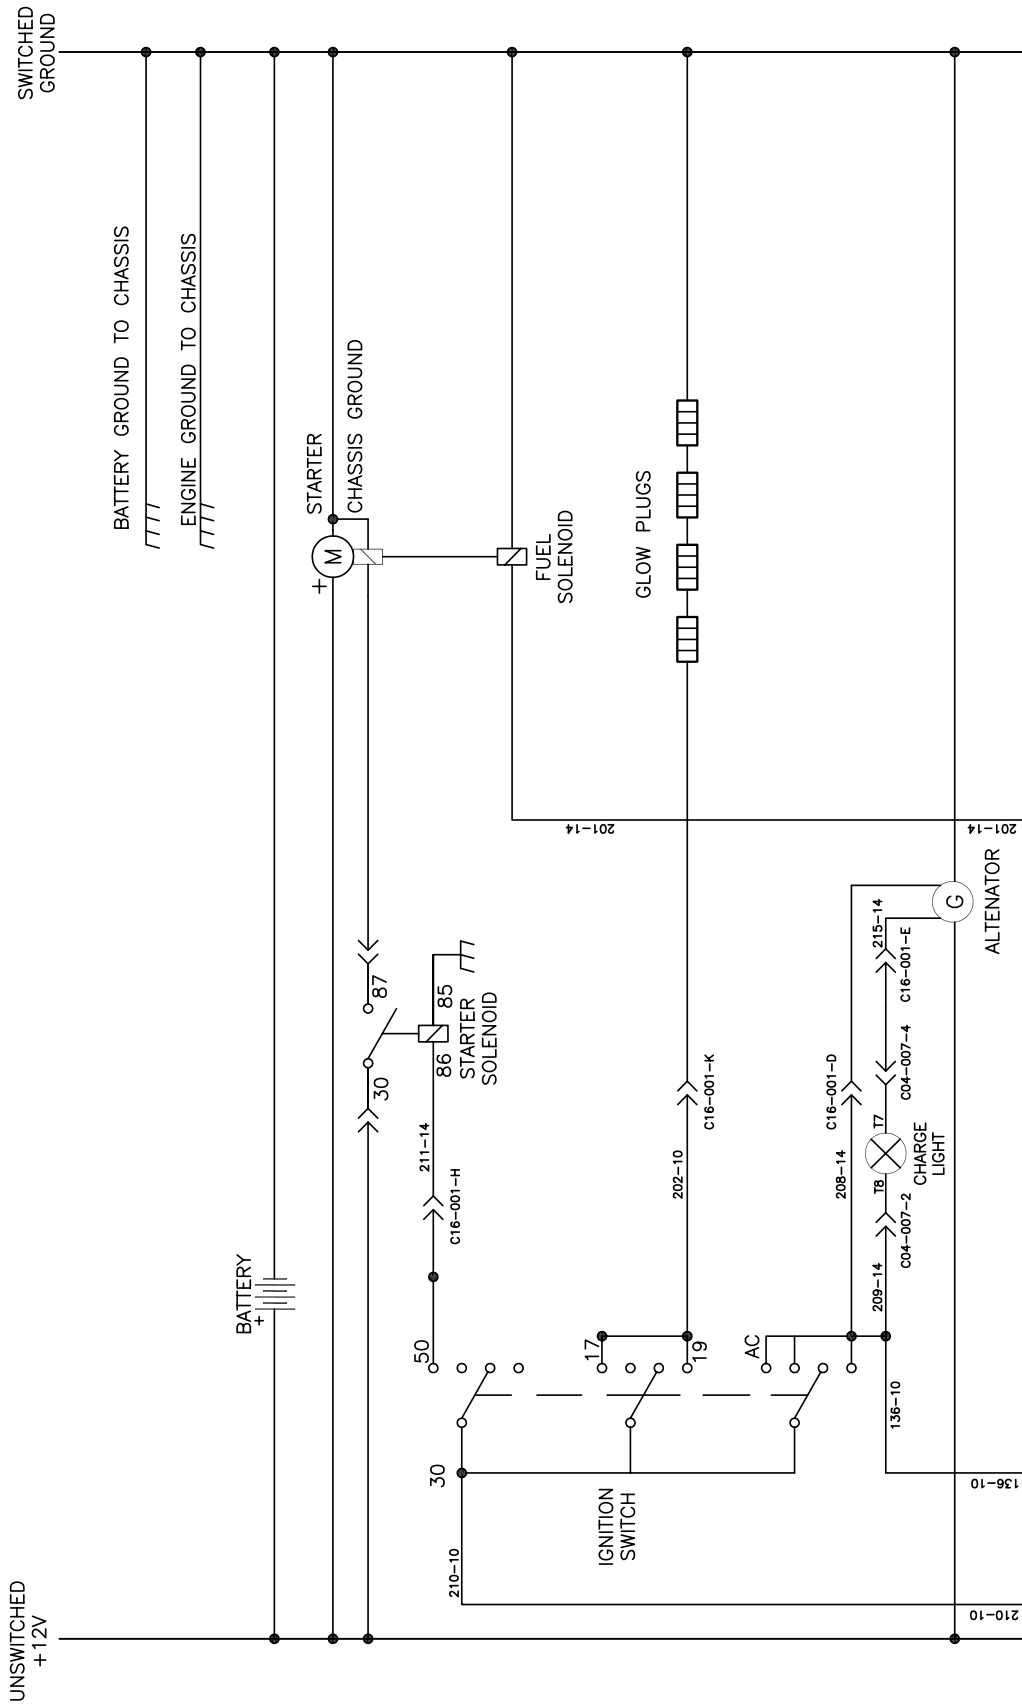 SWITCHED
GROUND
BATTERY GROUND TO CHASSIS
ENGINE GROUND TO CHASSIS
STARTER
CHASSIS GROUND
+
M
FUEL
SOLENOID
GLOW PLUGS
201-14
201-14
ALTENATOR
G
215-14
C16-001-E
87
30
85
86
STARTER
SOLENOID
211-14
C16-001-H
C16-001-K
202-10
C16-001-D
208-14
C04-007-4
T7
CHARGE
LIGHT
T8
C04-007-2
209-14
BATTERY
+
50
17
19
AC
30
136-10
136-10
IGNITION
SWITCH
210-10
210-10
UNSWITCHED
+12V